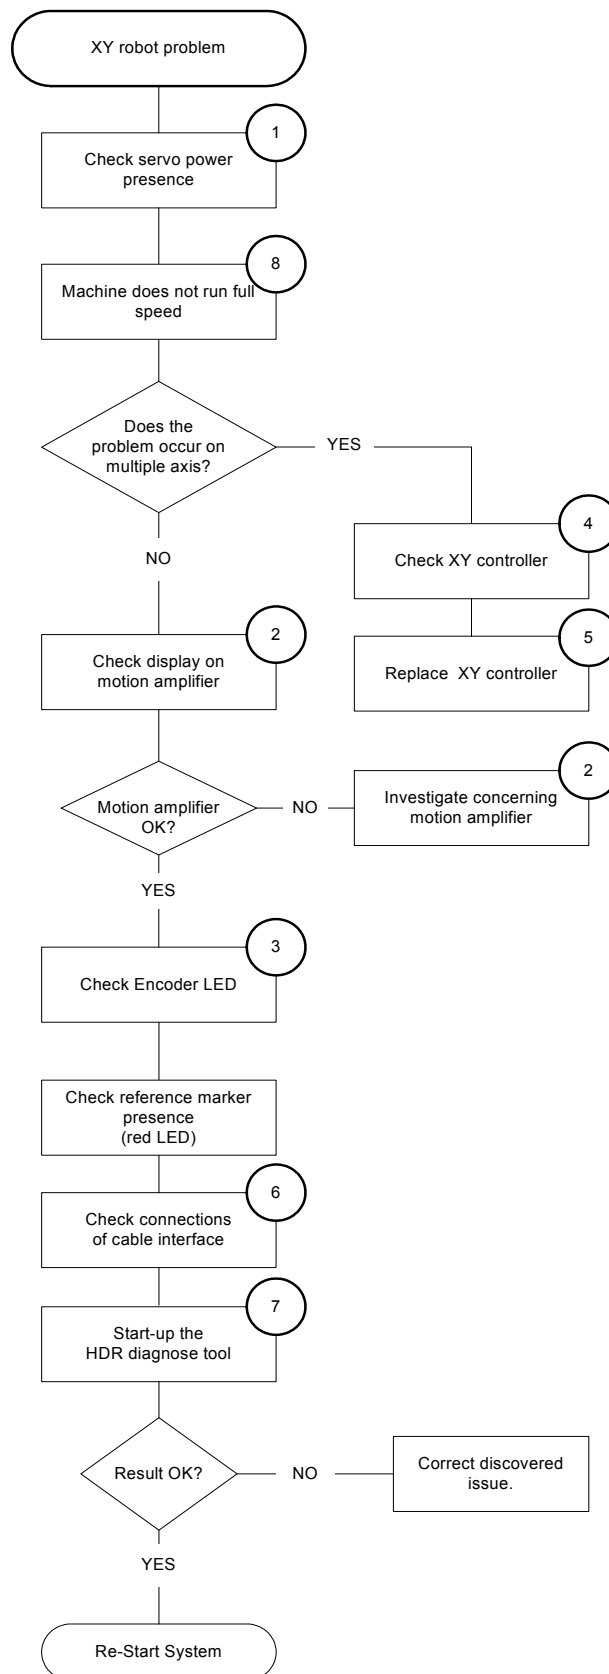 XY robot problem
1
Check servo power
presence
8
Machine does not run full
speed
Does the
problem occur on
multiple axis?
YES
NO
4
Check XY controller
5
Replace XY controller
2
Check display on
motion amplifier
Motion amplifier
OK?
NO
2
Investigate concerning
motion amplifier
YES
3
Check Encoder LED
Check reference marker
presence
(red LED)
6
Check connections
of cable interface
7
Start-up the
HDR diagnose tool
Result OK?
NO
Correct discovered
issue.
YES
Re-Start System